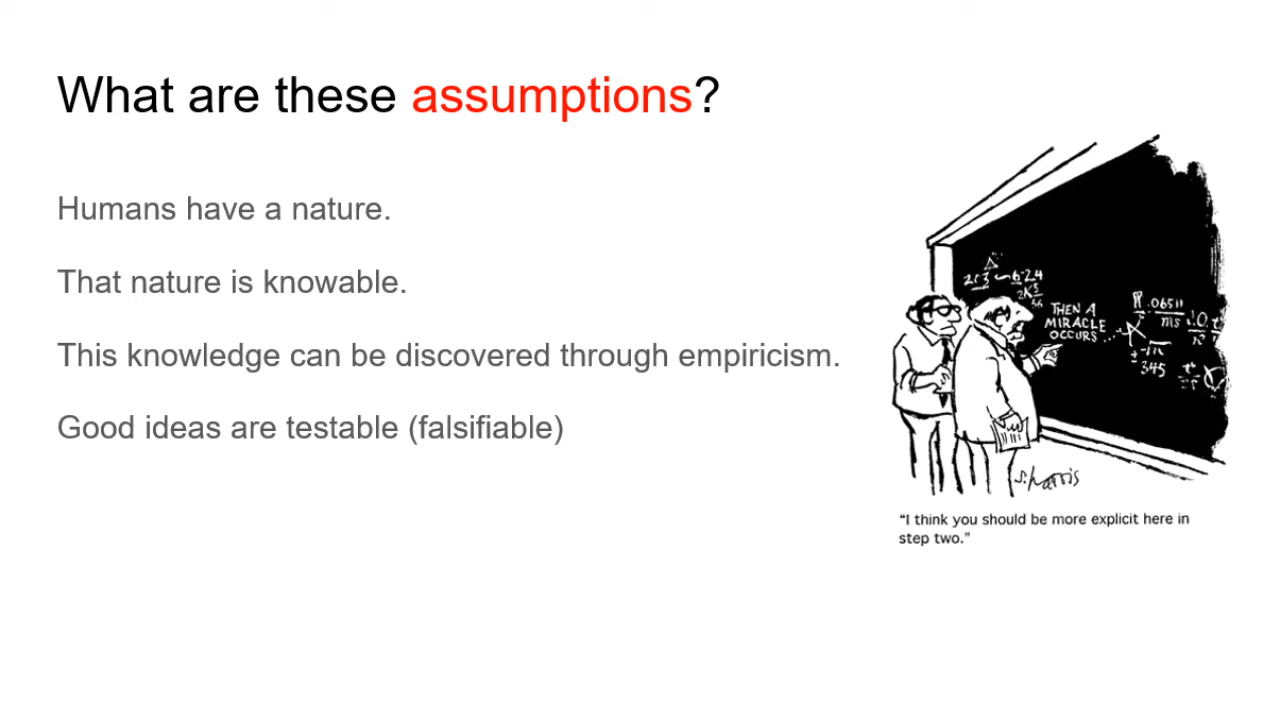 What are these assumptions?
Humans have a nature.
That nature is knowable.
This knowledge can be discovered through empiricism.
Good ideas are testable (falsifiable)
THEN A
MIRACLE
OCCURS...
S. Harris
“I think you should be more explicit here in
step two.”